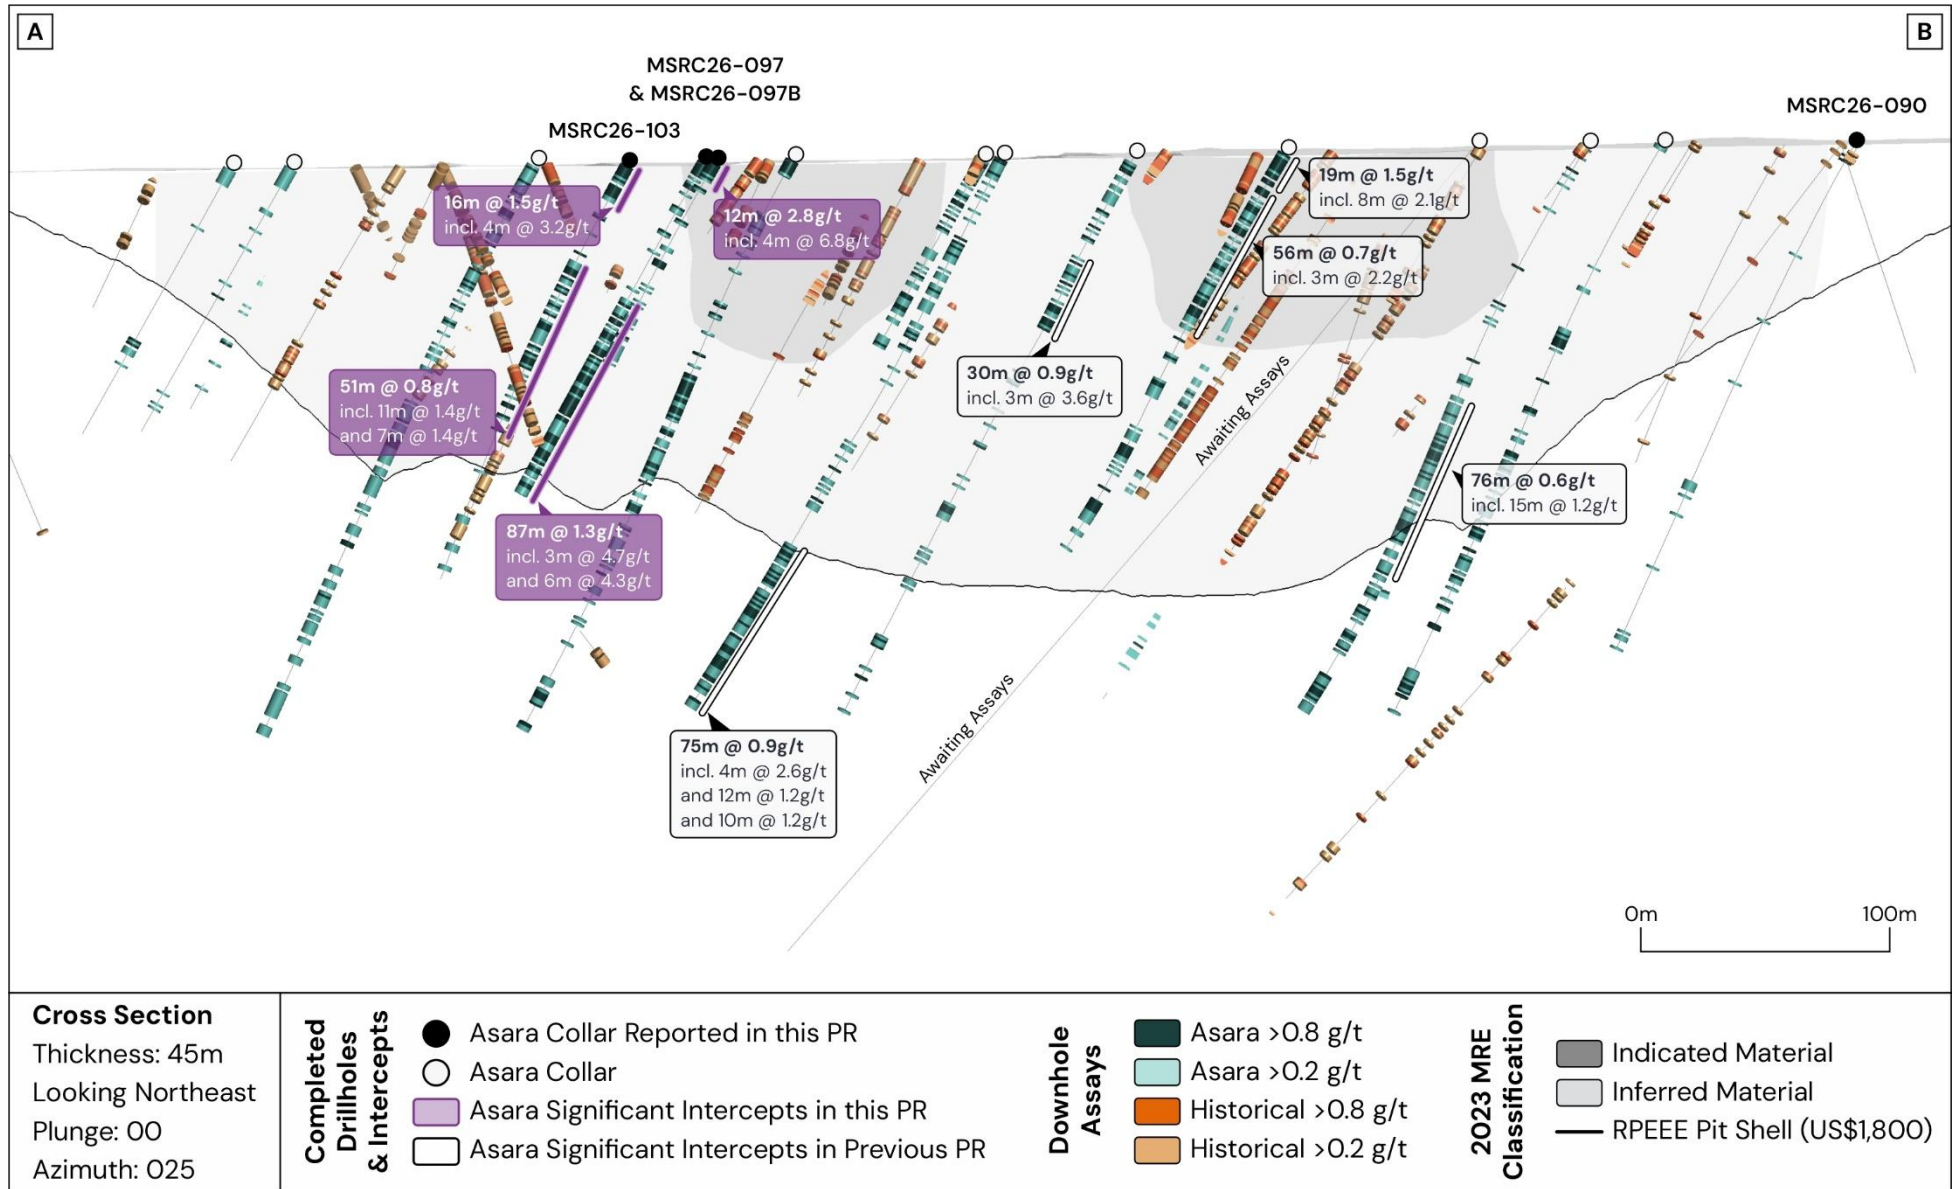 A
B
MSRC26-097
& MSRC26-097B
MSRC26-103
MSRC26-090
16m @ 1.5g/t
incl. 4m @ 3.2g/t
12m @ 2.8g/t
incl. 4m @ 6.8g/t
19m @ 1.5g/t
incl. 8m @ 2.1g/t
56m @ 0.7g/t
incl. 3m @ 2.2g/t
30m @ 0.9g/t
incl. 3m @ 3.6g/t
51m @ 0.8g/t
incl. 11m @ 1.4g/t
and 7m @ 1.4g/t
Awaiting Assays
76m @ 0.6g/t
incl. 15m @ 1.2g/t
87m @ 1.3g/t
incl. 3m @ 4.7g/t
and 6m @ 4.3g/t
Awaiting Assays
75m @ 0.9g/t
incl. 4m @ 2.6g/t
and 12m @ 1.2g/t
and 10m @ 1.2g/t
0m
100m
Cross Section
Thickness: 45m
Looking Northeast
Plunge: 00
Azimuth: 025
Completed
Drillholes
& Intercepts
Asara Collar Reported in this PR
Asara Collar
Asara Significant Intercepts in this PR
Asara Significant Intercepts in Previous PR
Downhole
Assays
Asara >0.8 g/t
Asara >0.2 g/t
Historical >0.8 g/t
Historical >0.2 g/t
2023 MRE
Classification
Indicated Material
Inferred Material
RPEEE Pit Shell (US$1,800)